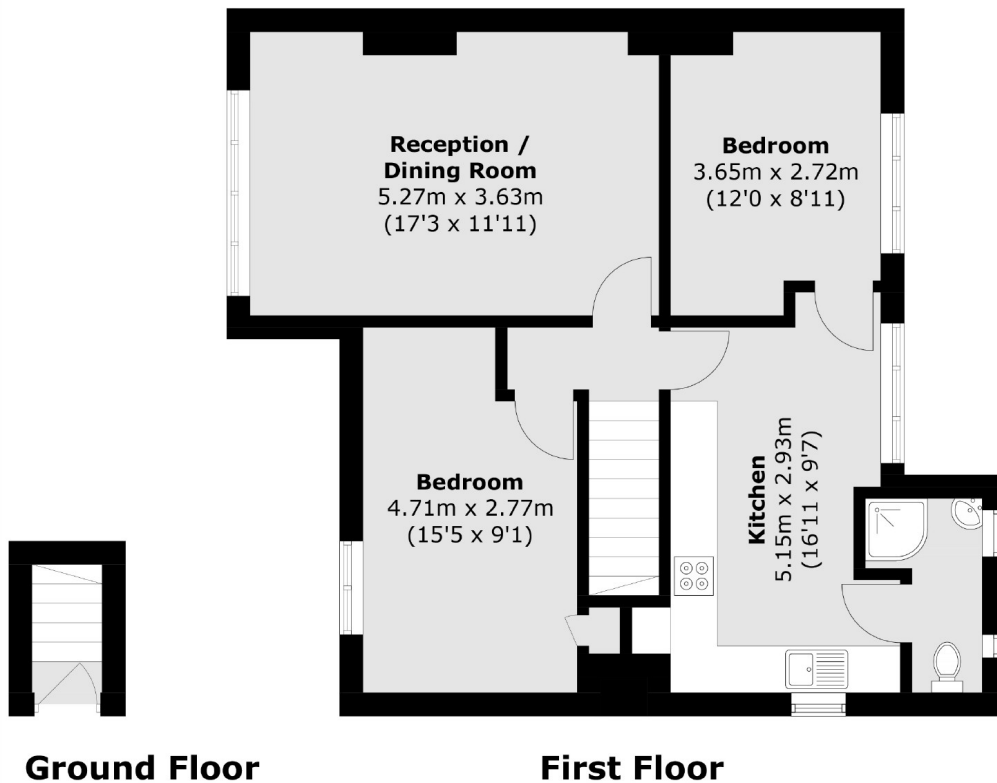 Reception /
Dining Room
5.27m x 3.63m
(17'3 x 11'11)
Bedroom
3.65m x 2.72m
(12'0 x 8'11)
Bedroom
4.71m x 2.77m
(15'5 x 9'1)
Kitchen
5.15m x 2.93m
(16'11 x 9'7)
Ground Floor
First Floor